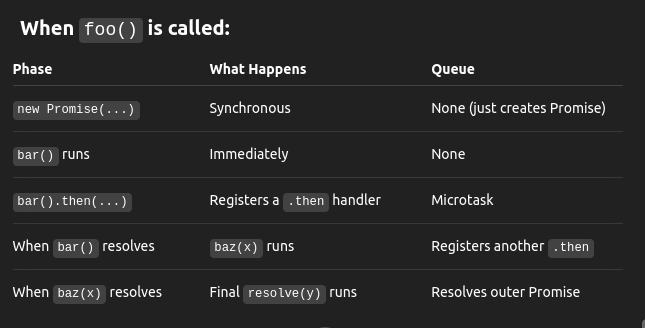 When foo() is called:
Phase What Happens Queue
new Promise(...) Synchronous None (just creates Promise)
bar() runs Immediately None
bar().then(...) Registers a .then handler Microtask
When bar() resolves baz(x) runs Registers another .then
When baz(x) resolves Final resolve(y) runs Resolves outer Promise